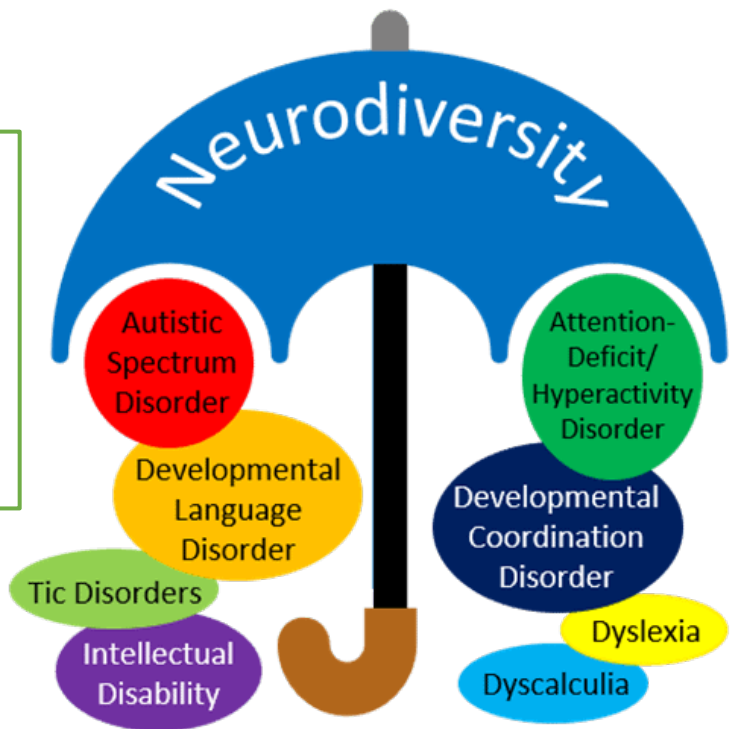 Neurodiversity
Autistic
Spectrum
Disorder
Developmental
Language
Disorder
Tic Disorders
Intellectual
Disability
Attention-
Deficit/
Hyperactivity
Disorder
Developmental
Coordination
Disorder
Dyslexia
Dyscalculia